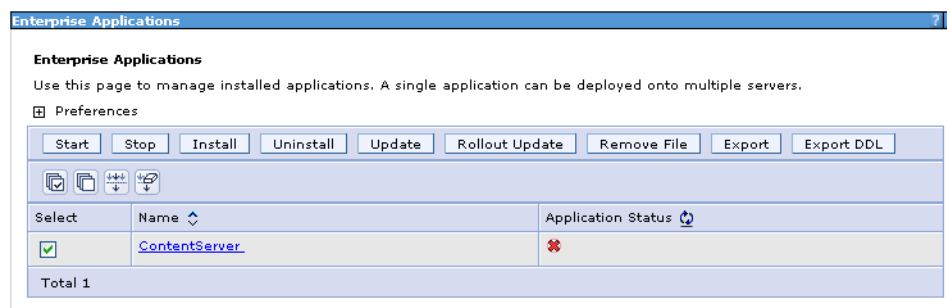 Enterprise Applications ?
Enterprise Applications
Use this page to manage installed applications. A single application can be deployed onto multiple servers.
Preferences
Start Stop Install Uninstall Update Rollout Update Remove File Export Export DDL
Select Name Application Status
ContentServer
Total 1